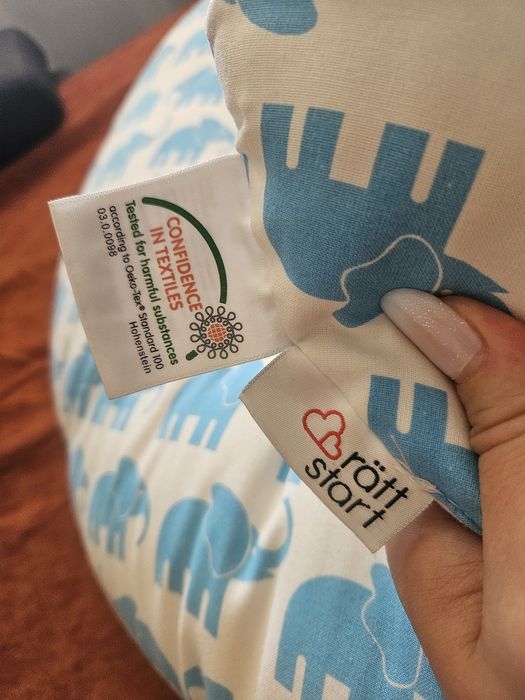 CONFIDENCE
IN TEXTILES
Tested for harmful substances
according to Oeko-Tex® Standard 100
03.0.0098
Hohenstein
rätt
start